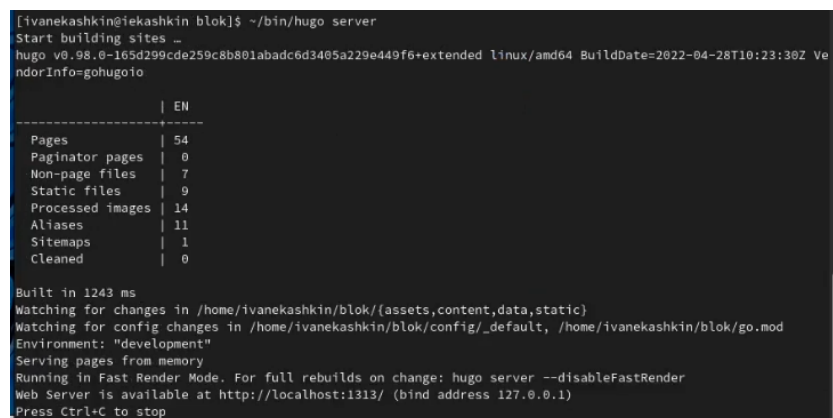 [ivanekashkin@iekashkin blok]$ ~/bin/hugo server
Start building sites …
hugo v0.98.0-165d299cde259c8b801abadc6d3405a229e449f6+extended linux/amd64 BuildDate=2022-04-28T10:23:30Z Ve
ndorInfo=gohugoio
| EN
-------------------+-----
Pages | 54
Paginator pages | 0
Non-page files | 7
Static files | 9
Processed images | 14
Aliases | 11
Sitemaps | 1
Cleaned | 0
Built in 1243 ms
Watching for changes in /home/ivanekashkin/blok/{assets,content,data,static}
Watching for config changes in /home/ivanekashkin/blok/config/_default, /home/ivanekashkin/blok/go.mod
Environment: "development"
Serving pages from memory
Running in Fast Render Mode. For full rebuilds on change: hugo server --disableFastRender
Web Server is available at http://localhost:1313/ (bind address 127.0.0.1)
Press Ctrl+C to stop